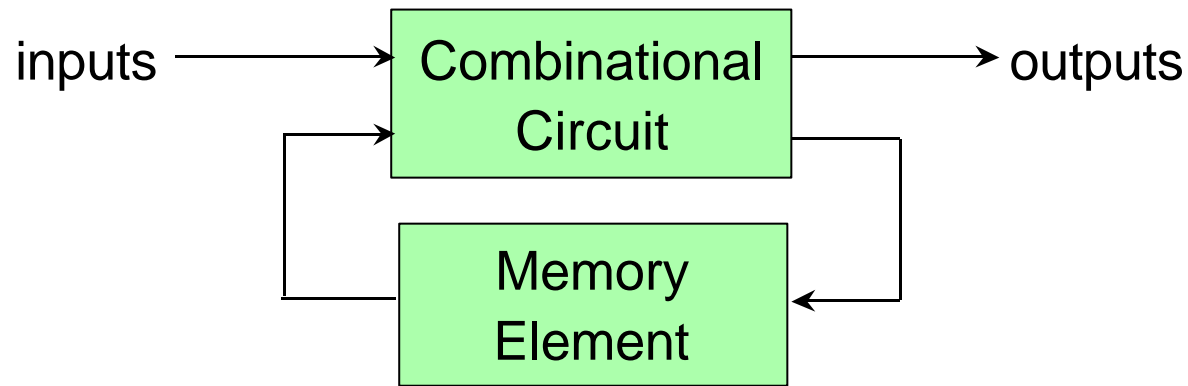 inputs
Combinational
Circuit
outputs
Memory
Element